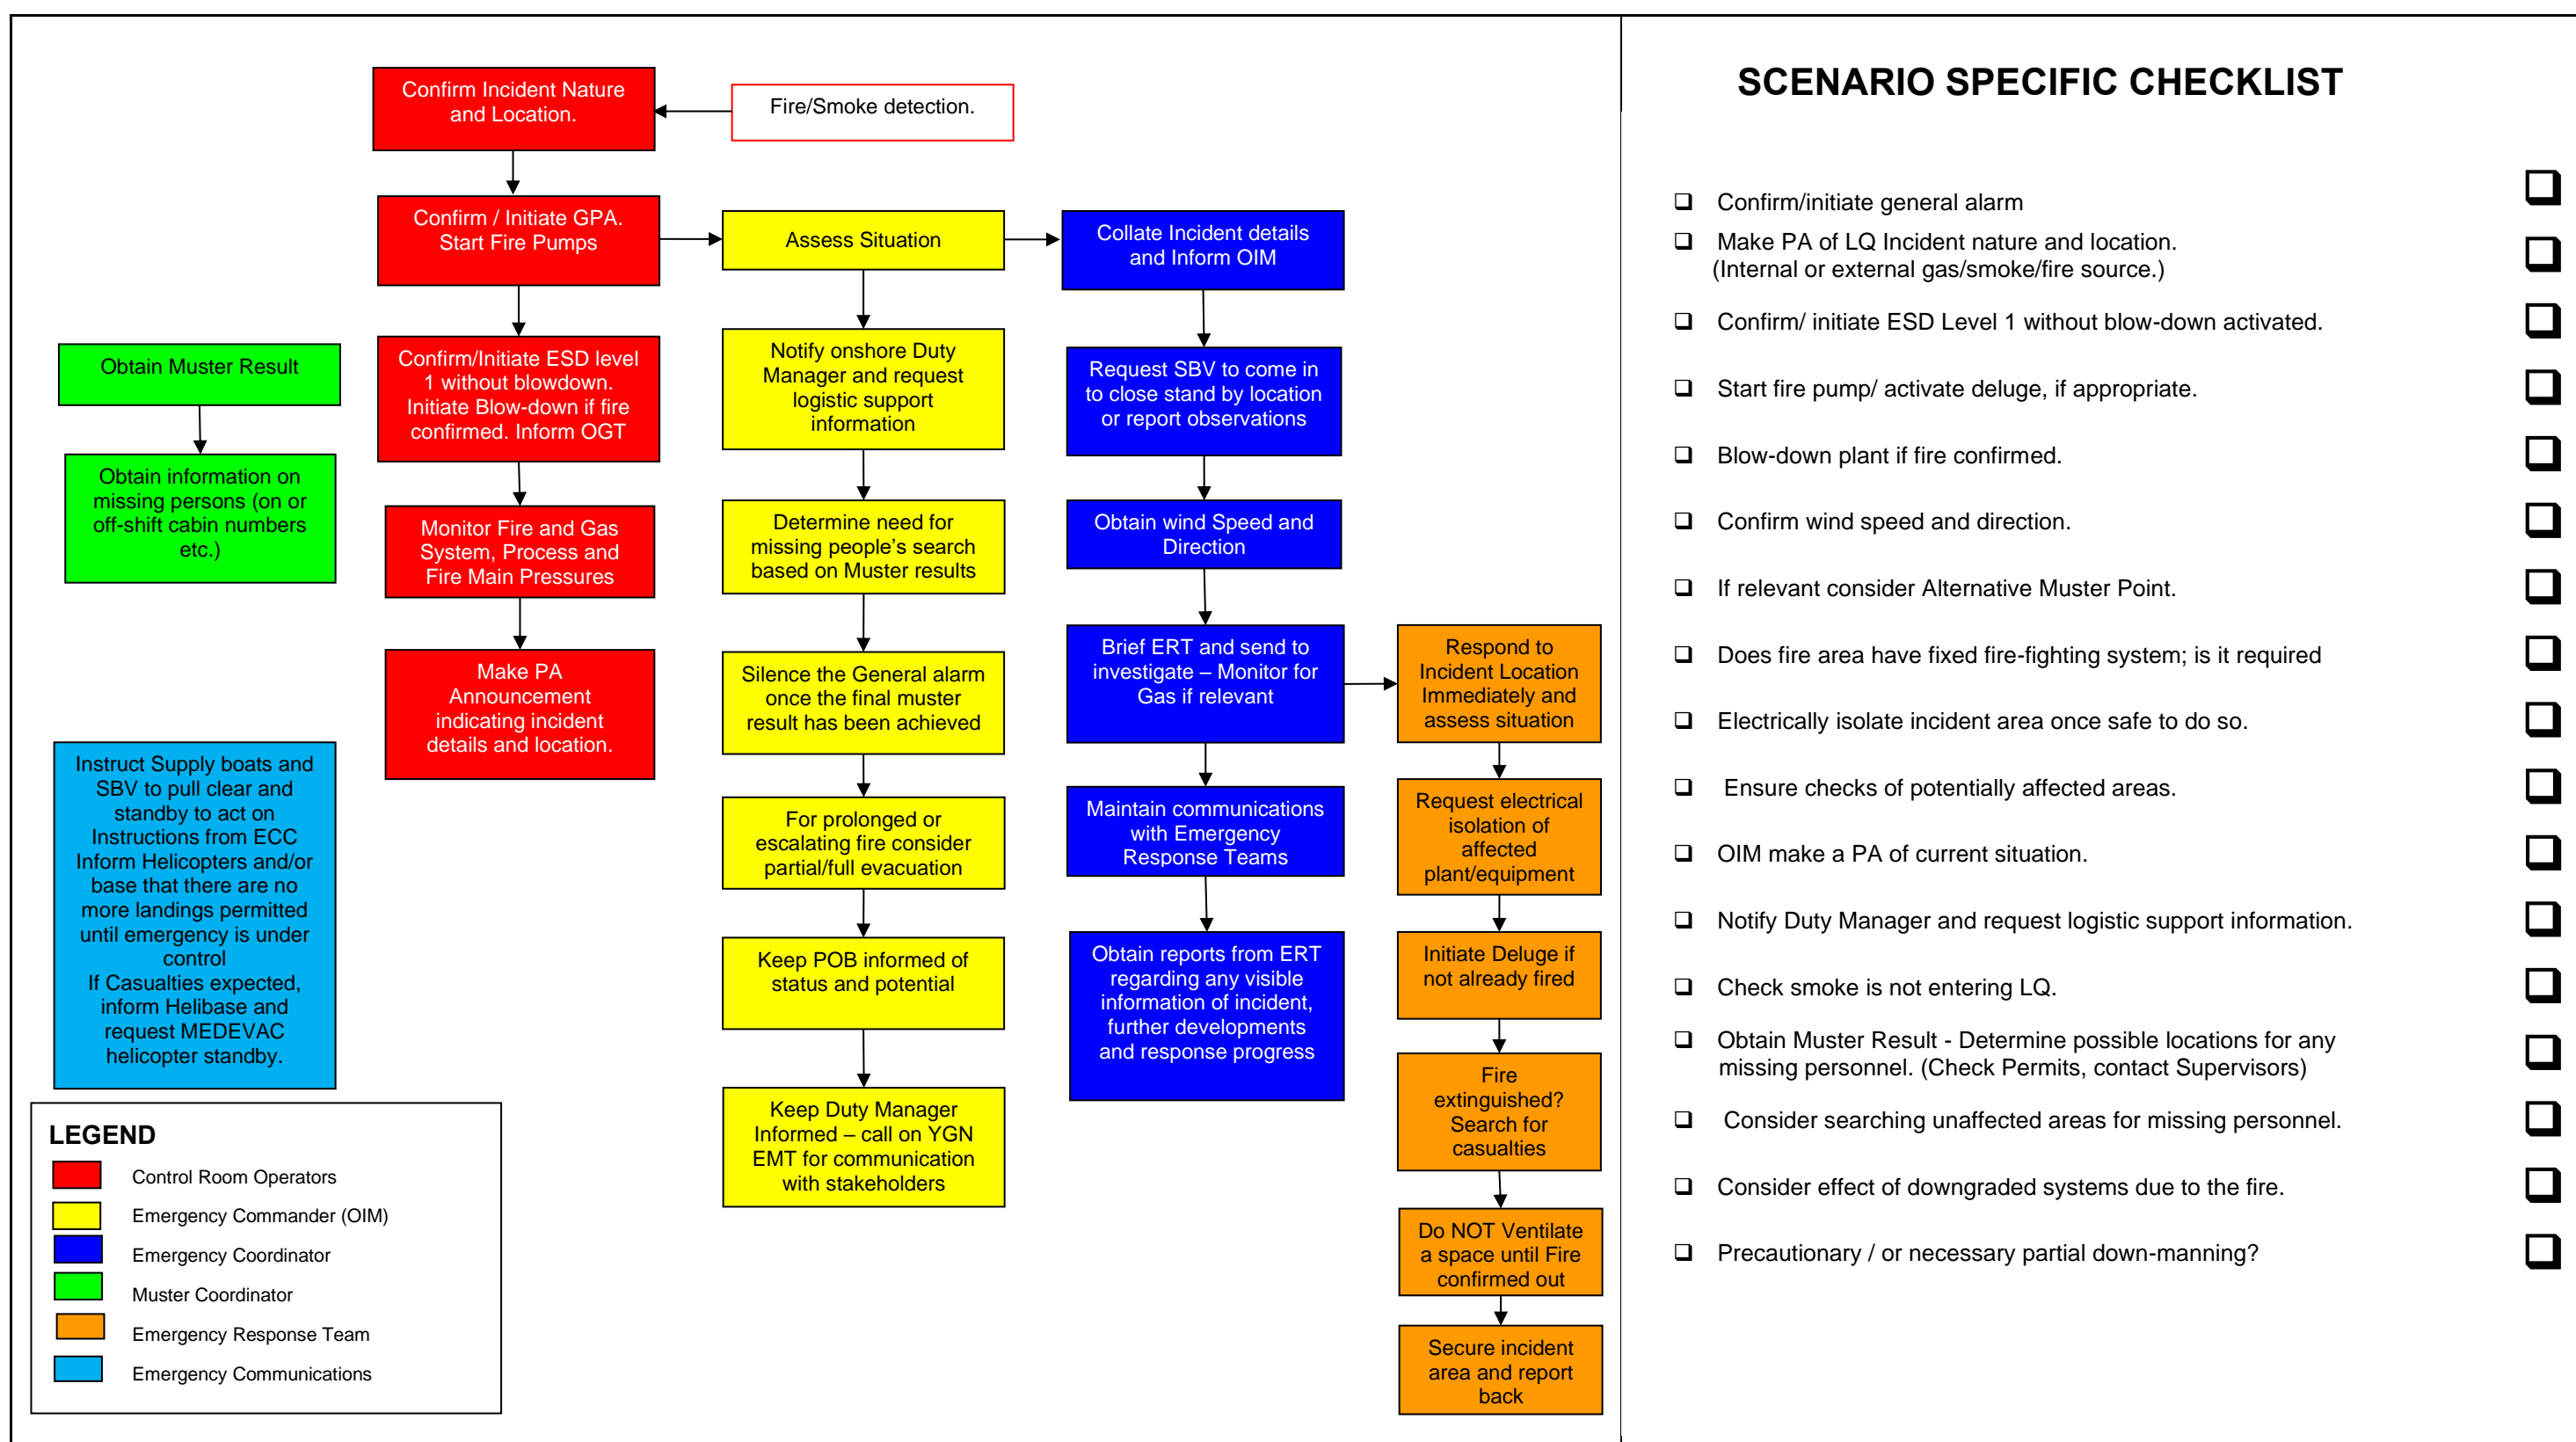 Confirm Incident Nature
and Location.
Fire/Smoke detection.
Confirm / Initiate GPA.
Start Fire Pumps
Assess Situation
Collate Incident details
and Inform OIM
Obtain Muster Result
Obtain information on
missing persons (on or
off-shift cabin numbers
etc.)
Confirm/Initiate ESD level
1 without blowdown.
Initiate Blow-down if fire
confirmed. Inform OGT
Monitor Fire and Gas
System, Process and
Fire Main Pressures
Make PA
Announcement
indicating incident
details and location.
Notify onshore Duty
Manager and request
logistic support
information
Determine need for
missing people’s search
based on Muster results
Silence the General alarm
once the final muster
result has been achieved
For prolonged or
escalating fire consider
partial/full evacuation
Keep POB informed of
status and potential
Keep Duty Manager
Informed – call on YGN
EMT for communication
with stakeholders
Request SBV to come in
to close stand by location
or report observations
Obtain wind Speed and
Direction
Brief ERT and send to
investigate – Monitor for
Gas if relevant
Maintain communications
with Emergency
Response Teams
Obtain reports from ERT
regarding any visible
information of incident,
further developments
and response progress
Respond to
Incident Location
Immediately and
assess situation
Request electrical
isolation of
affected
plant/equipment
Initiate Deluge if
not already fired
Fire
extinguished?
Search for
casualties
Do NOT Ventilate
a space until Fire
confirmed out
Secure incident
area and report
back
Instruct Supply boats and
SBV to pull clear and
standby to act on
Instructions from ECC
Inform Helicopters and/or
base that there are no
more landings permitted
until emergency is under
control
If Casualties expected,
inform Helibase and
request MEDEVAC
helicopter standby.
LEGEND
Control Room Operators
Emergency Commander (OIM)
Emergency Coordinator
Muster Coordinator
Emergency Response Team
Emergency Communications
SCENARIO SPECIFIC CHECKLIST
Confirm/initiate general alarm
Make PA of LQ Incident nature and location.
(Internal or external gas/smoke/fire source.)
Confirm/ initiate ESD Level 1 without blow-down activated.
Start fire pump/ activate deluge, if appropriate.
Blow-down plant if fire confirmed.
Confirm wind speed and direction.
If relevant consider Alternative Muster Point.
Does fire area have fixed fire-fighting system; is it required
Electrically isolate incident area once safe to do so.
Ensure checks of potentially affected areas.
OIM make a PA of current situation.
Notify Duty Manager and request logistic support information.
Check smoke is not entering LQ.
Obtain Muster Result - Determine possible locations for any
missing personnel. (Check Permits, contact Supervisors)
Consider searching unaffected areas for missing personnel.
Consider effect of downgraded systems due to the fire.
Precautionary / or necessary partial down-manning?